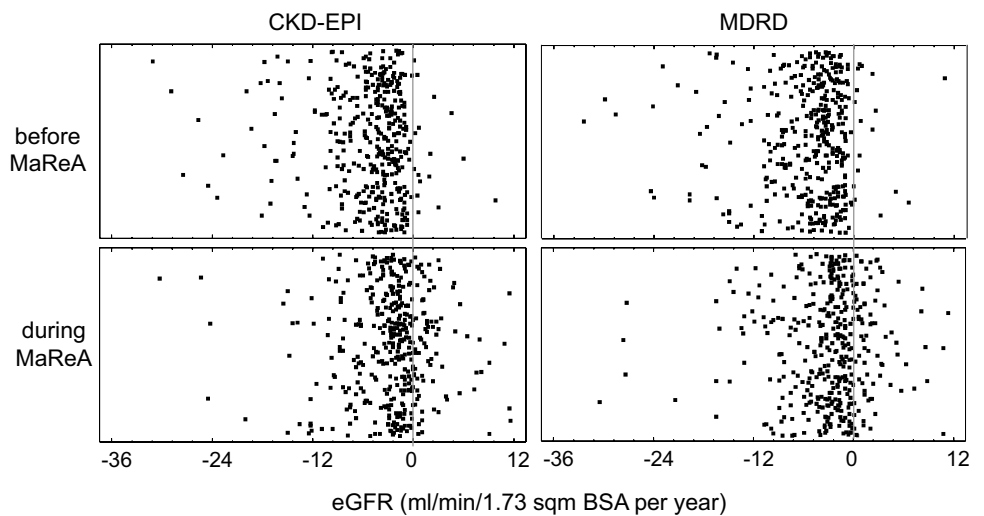 CKD-EPI MDRD
before
MaReA
during
MaReA
-36 -24 -12 0 12 -36 -24 -12 0 12
eGFR (ml/min/1.73 sqm BSA per year)